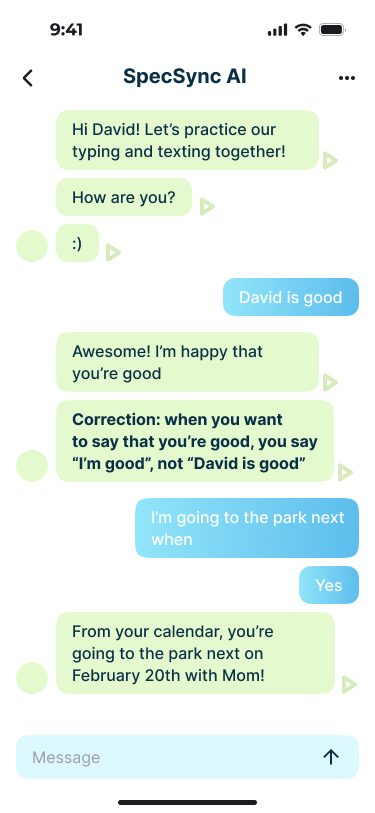 9:41
SpecSync AI
Hi David! Let’s practice our
typing and texting together!
How are you?
:)
David is good
Awesome! I’m happy that
you’re good
Correction: when you want
to say that you’re good, you say
“I’m good”, not “David is good”
I’m going to the park next
when
Yes
From your calendar, you’re
going to the park next on
February 20th with Mom!
Message